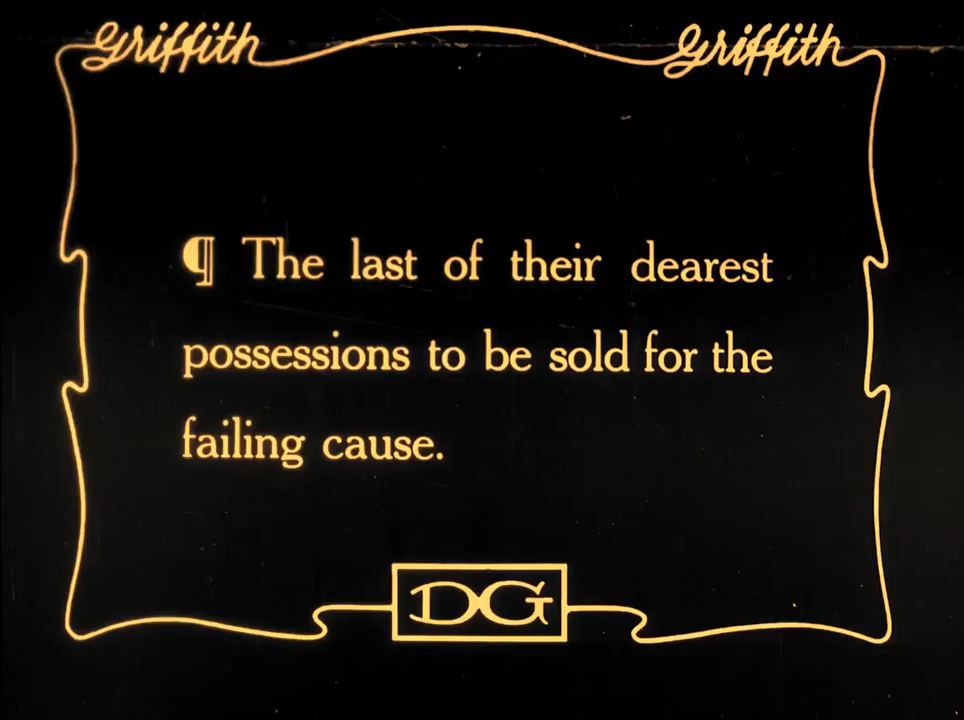 Griffith Griffith
¶ The last of their dearest
possessions to be sold for the
failing cause.
DG